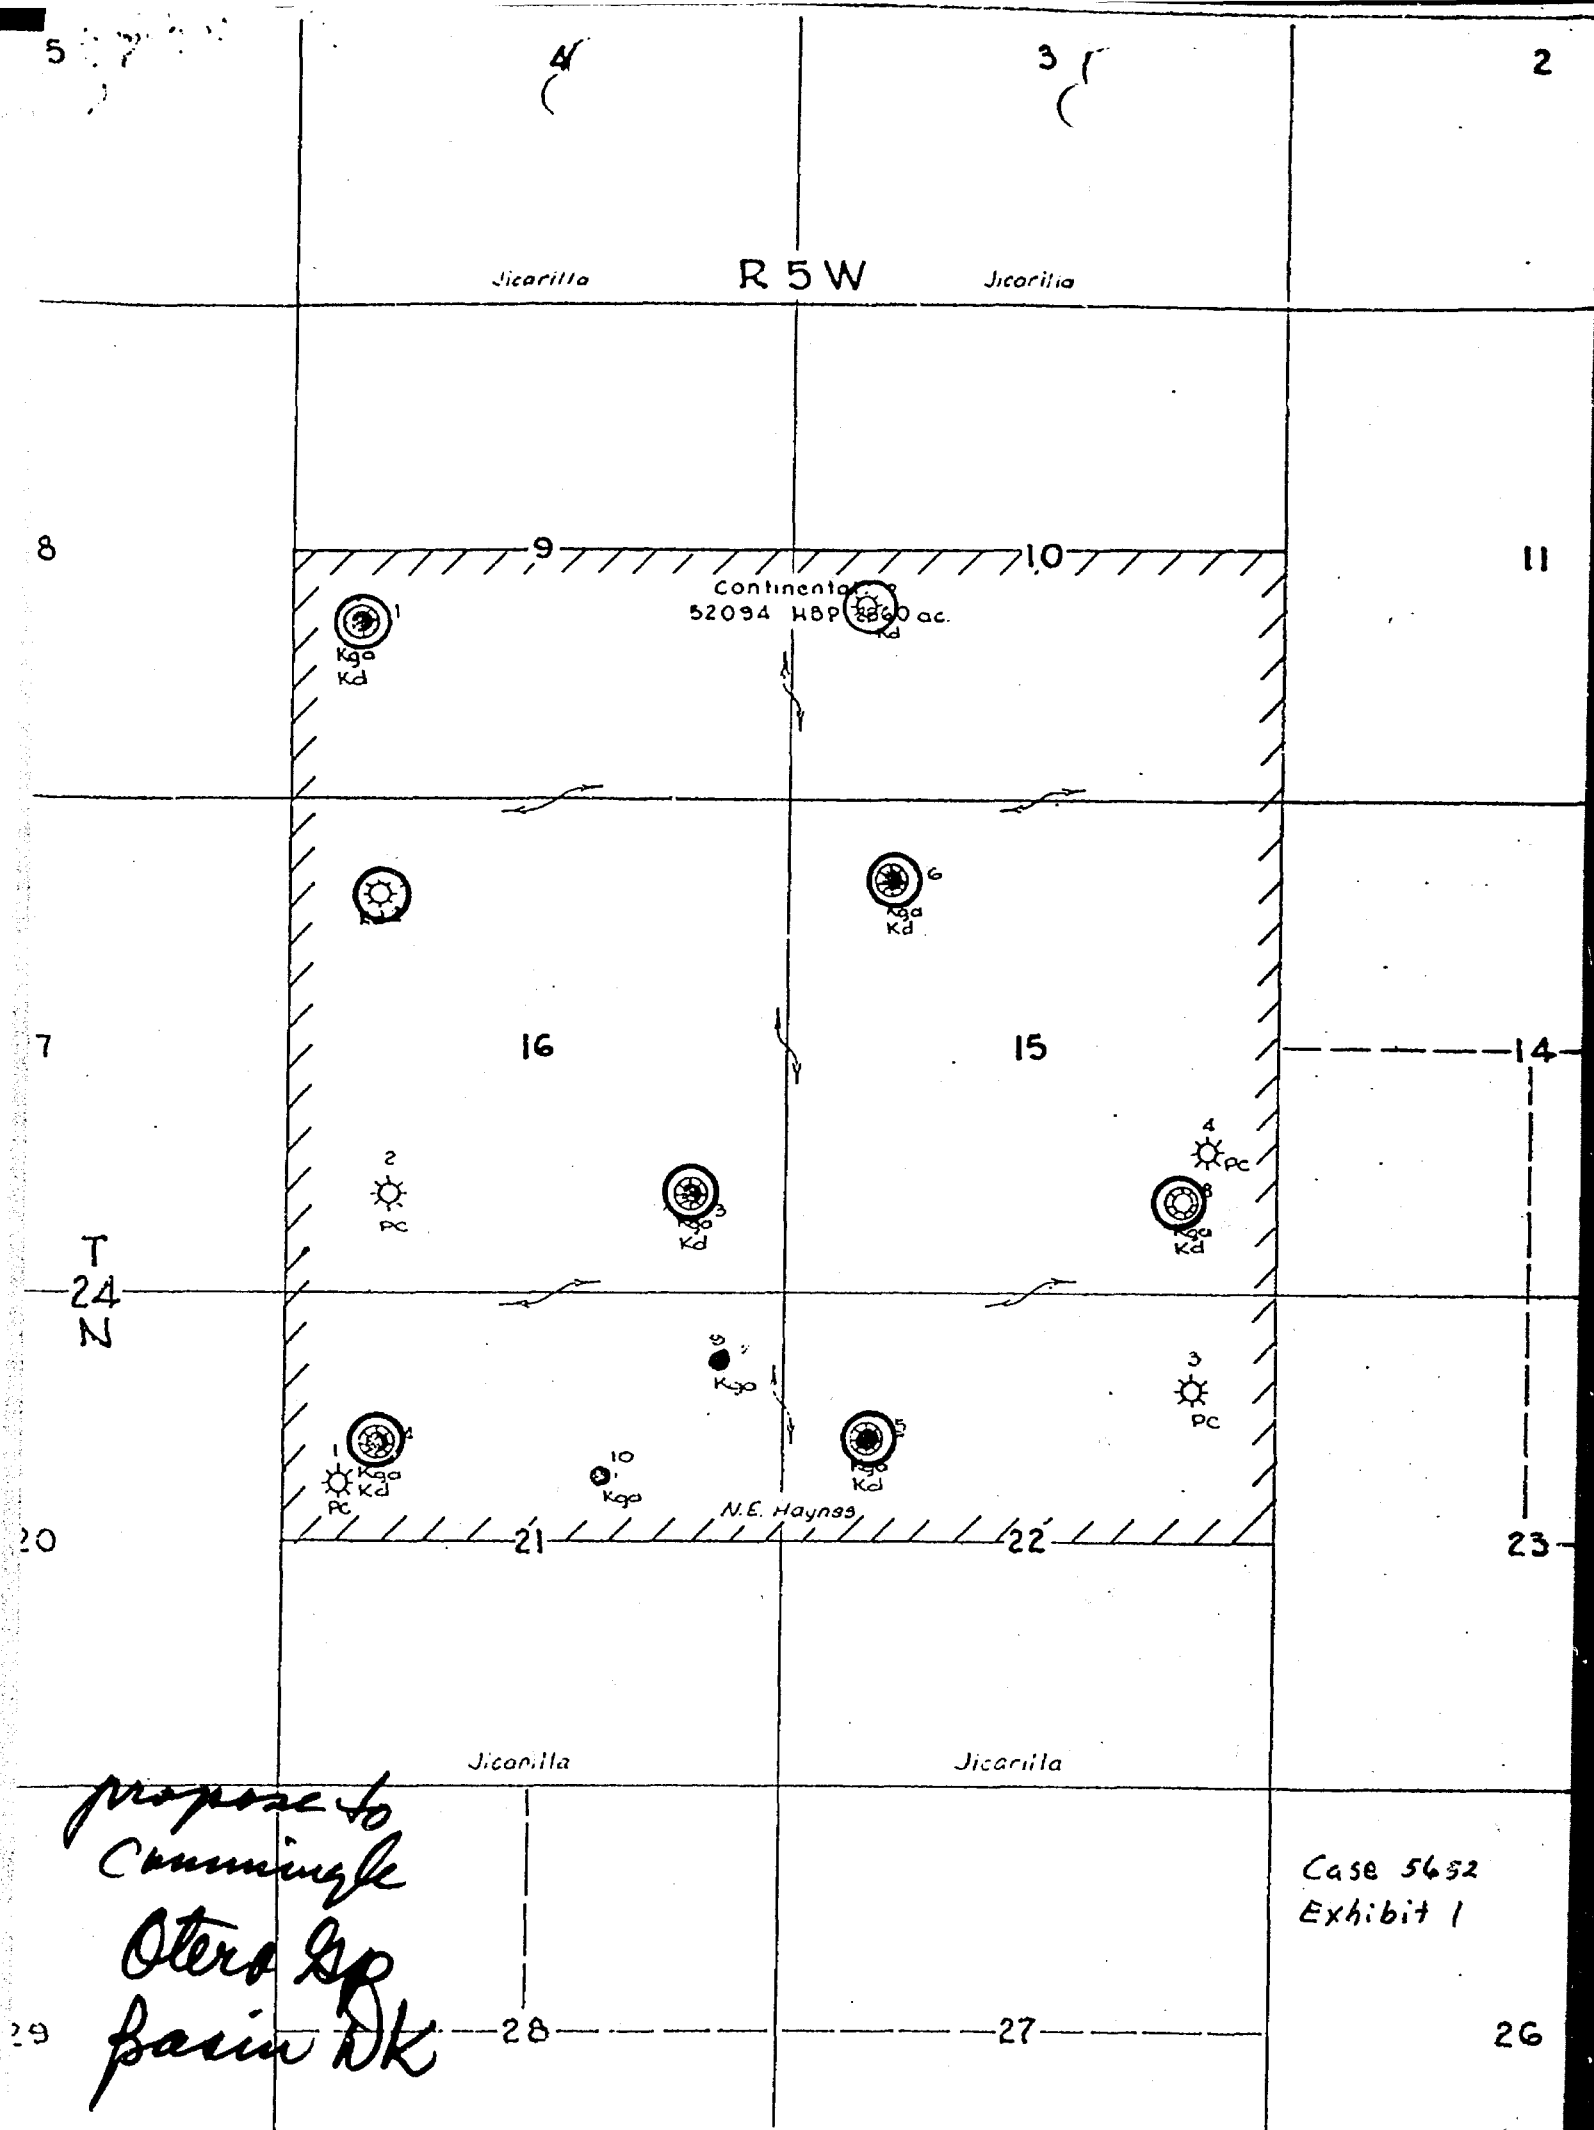 5 4 3 2
Jicarilla R 5 W Jicarilla
8 9 10 11
Continental
52094 HBP ac.
1
Kga
Kd
Kd
6
Kga
Kd
7 16 15 14
4
PC
2
PC
3
Kga
Kd
8
Kga
Kd
T
24
N
9
Kga
3
PC
4
Kga
Kd
1
PC
10
Kga
5
Kga
Kd
N.E. Haynes
20 21 22 23
Jicarilla Jicarilla
propose to
Commingle
Otero Gp
Basin DK
Case 5652
Exhibit 1
29 28 27 26